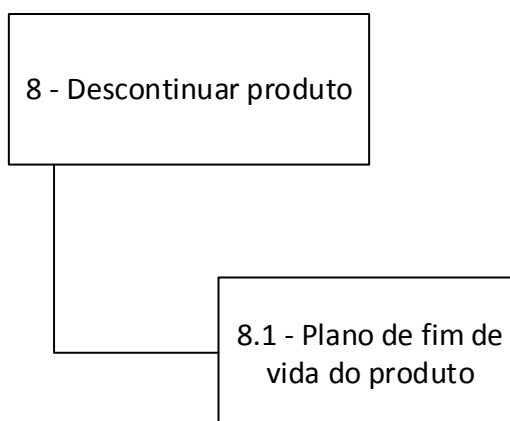 8 - Descontinuar produto
8.1 - Plano de fim de
vida do produto